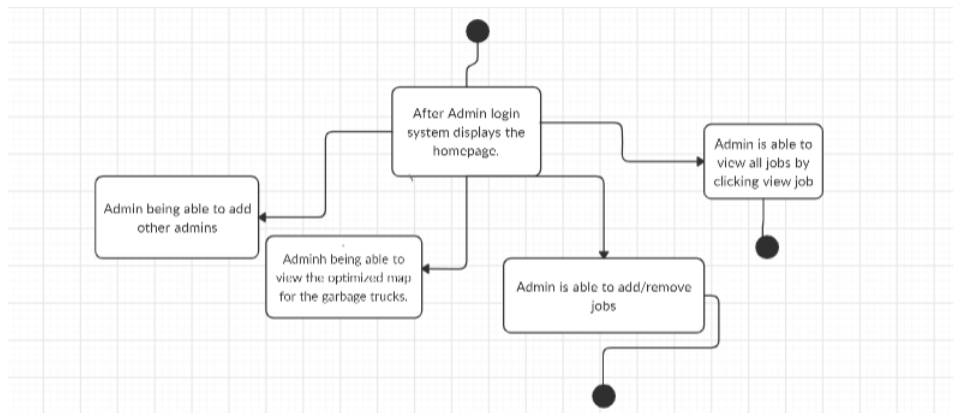 After Admin login
system displays the
homepage.
Admin is able to
view all jobs by
clicking view job
Admin being able to add
other admins
Adminh being able to
view the optimized map
for the garbage trucks.
Admin is able to add/remove
jobs